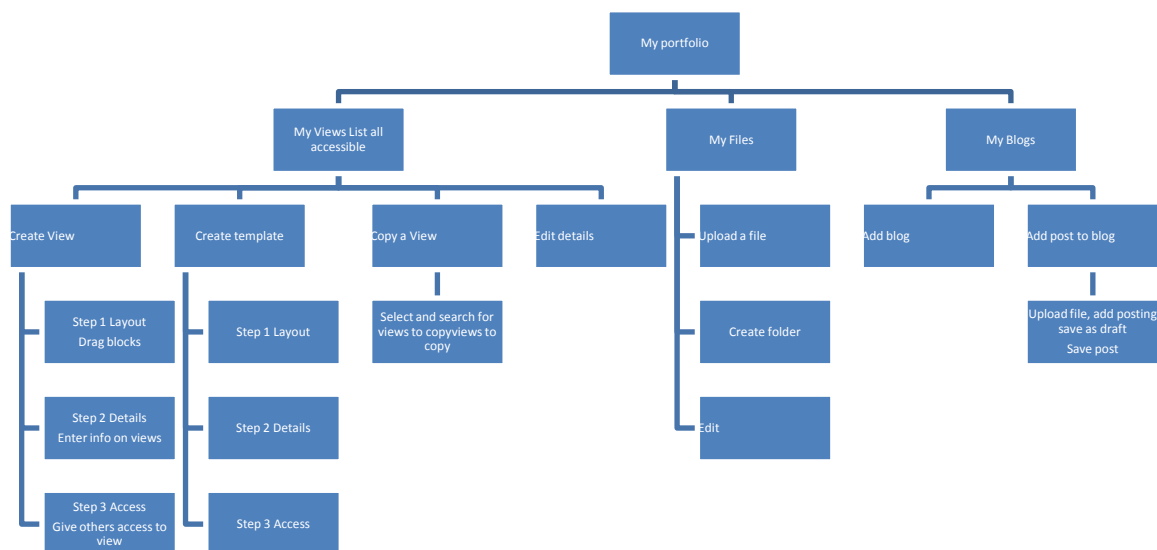 My portfolio
My Views List all
accessible
My Files
My Blogs
Create View
Create template
Copy a View
Edit details
Upload a file
Add blog
Add post to blog
Step 1 Layout
Drag blocks
Step 1 Layout
Select and search for
views to copyviews to
copy
Create folder
Upload file, add posting
save as draft
Save post
Step 2 Details
Enter info on views
Step 2 Details
Edit
Step 3 Access
Give others access to
view
Step 3 Access